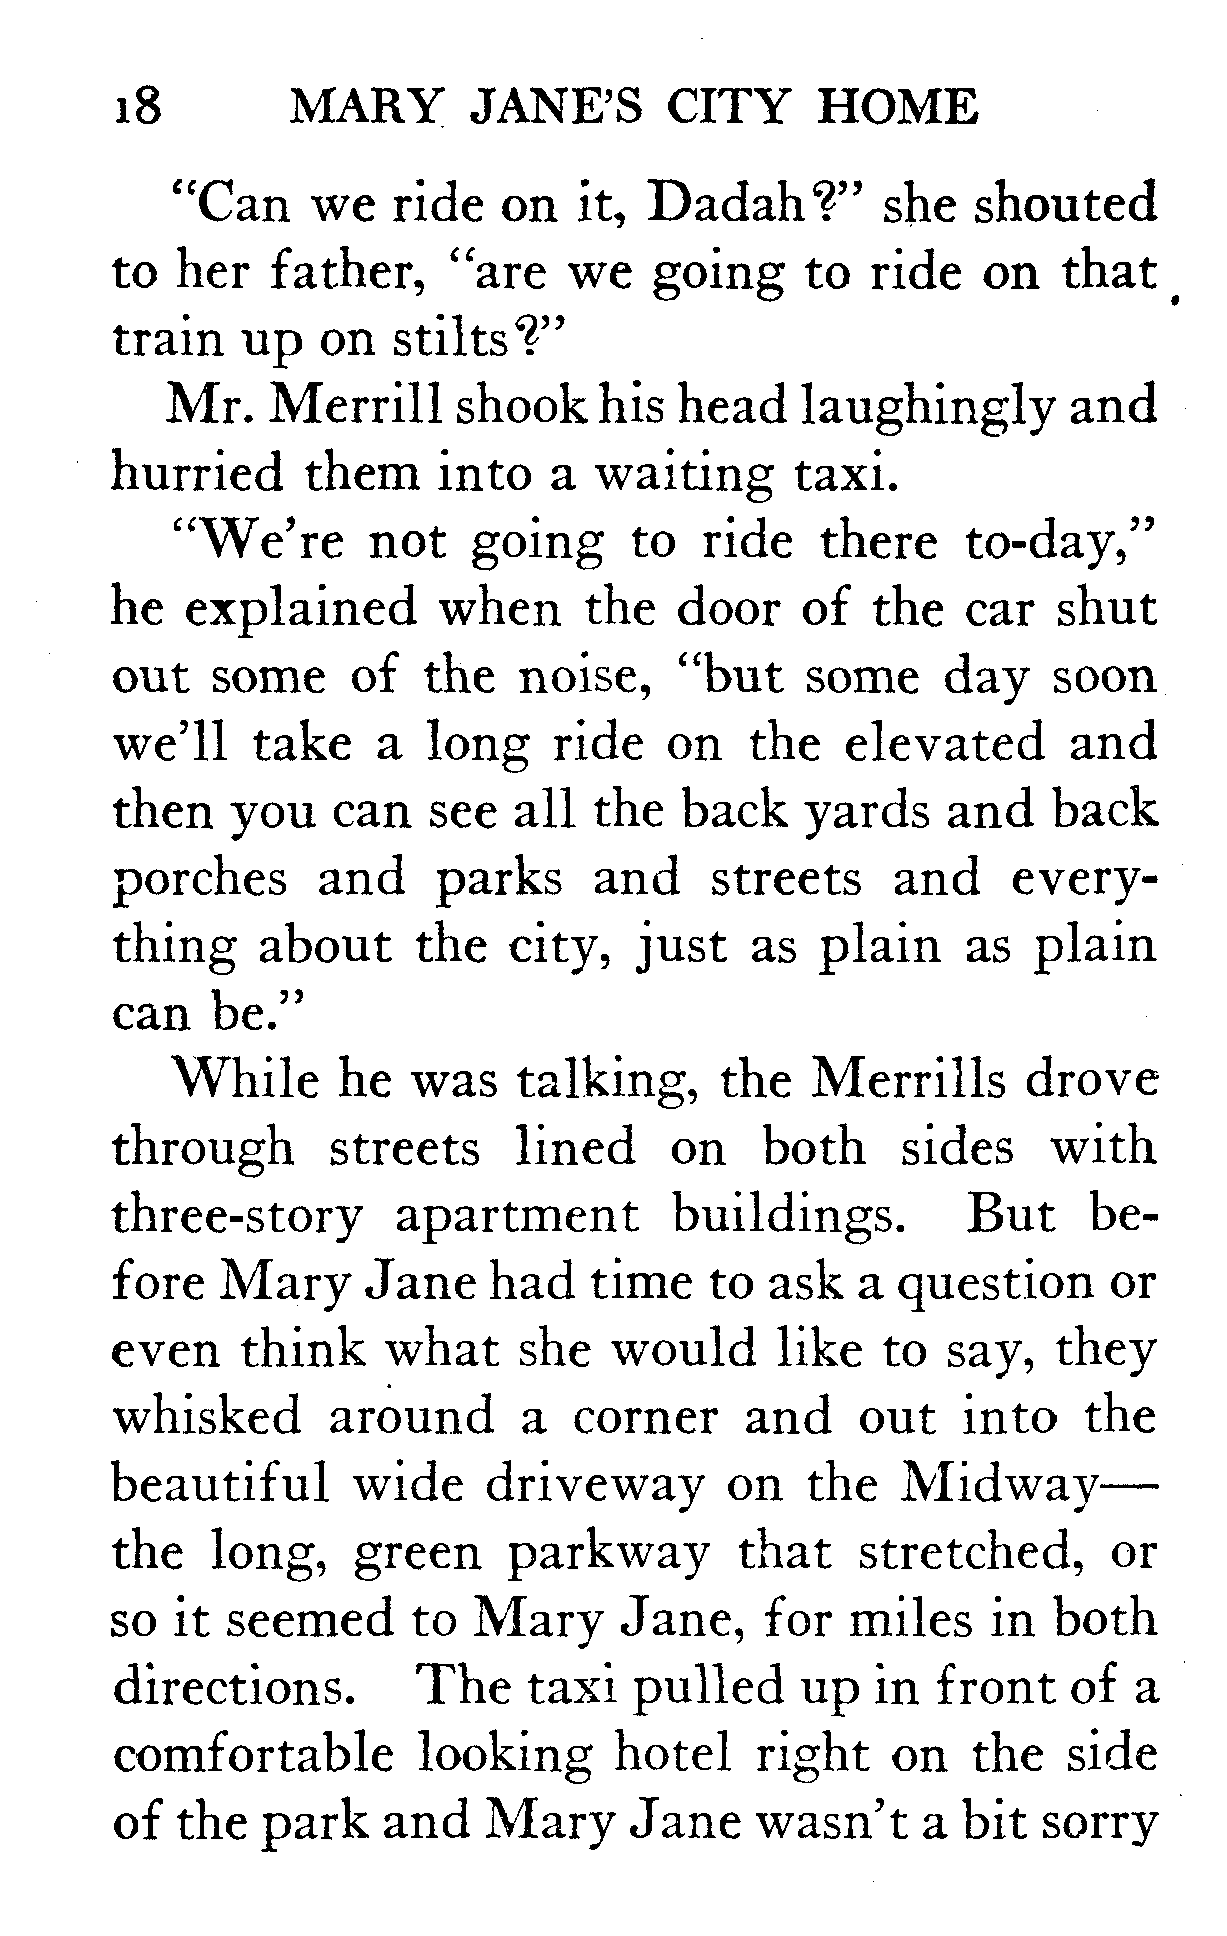 18 MARY JANE'S CITY HOME
"Can we ride on it, Dadah?" she shouted
to her father, "are we going to ride on that
train up on stilts?"
Mr. Merrill shook his head laughingly and
hurried them into a waiting taxi.
"We're not going to ride there to-day,"
he explained when the door of the car shut
out some of the noise, "but some day soon
we'll take a long ride on the elevated and
then you can see all the back yards and back
porches and parks and streets and every-
thing about the city, just as plain as plain
can be."
While he was talking, the Merrills drove
through streets lined on both sides with
three-story apartment buildings. But be-
fore Mary Jane had time to ask a question or
even think what she would like to say, they
whisked around a corner and out into the
beautiful wide driveway on the Midway—
the long, green parkway that stretched, or
so it seemed to Mary Jane, for miles in both
directions. The taxi pulled up in front of a
comfortable looking hotel right on the side
of the park and Mary Jane wasn't a bit sorry